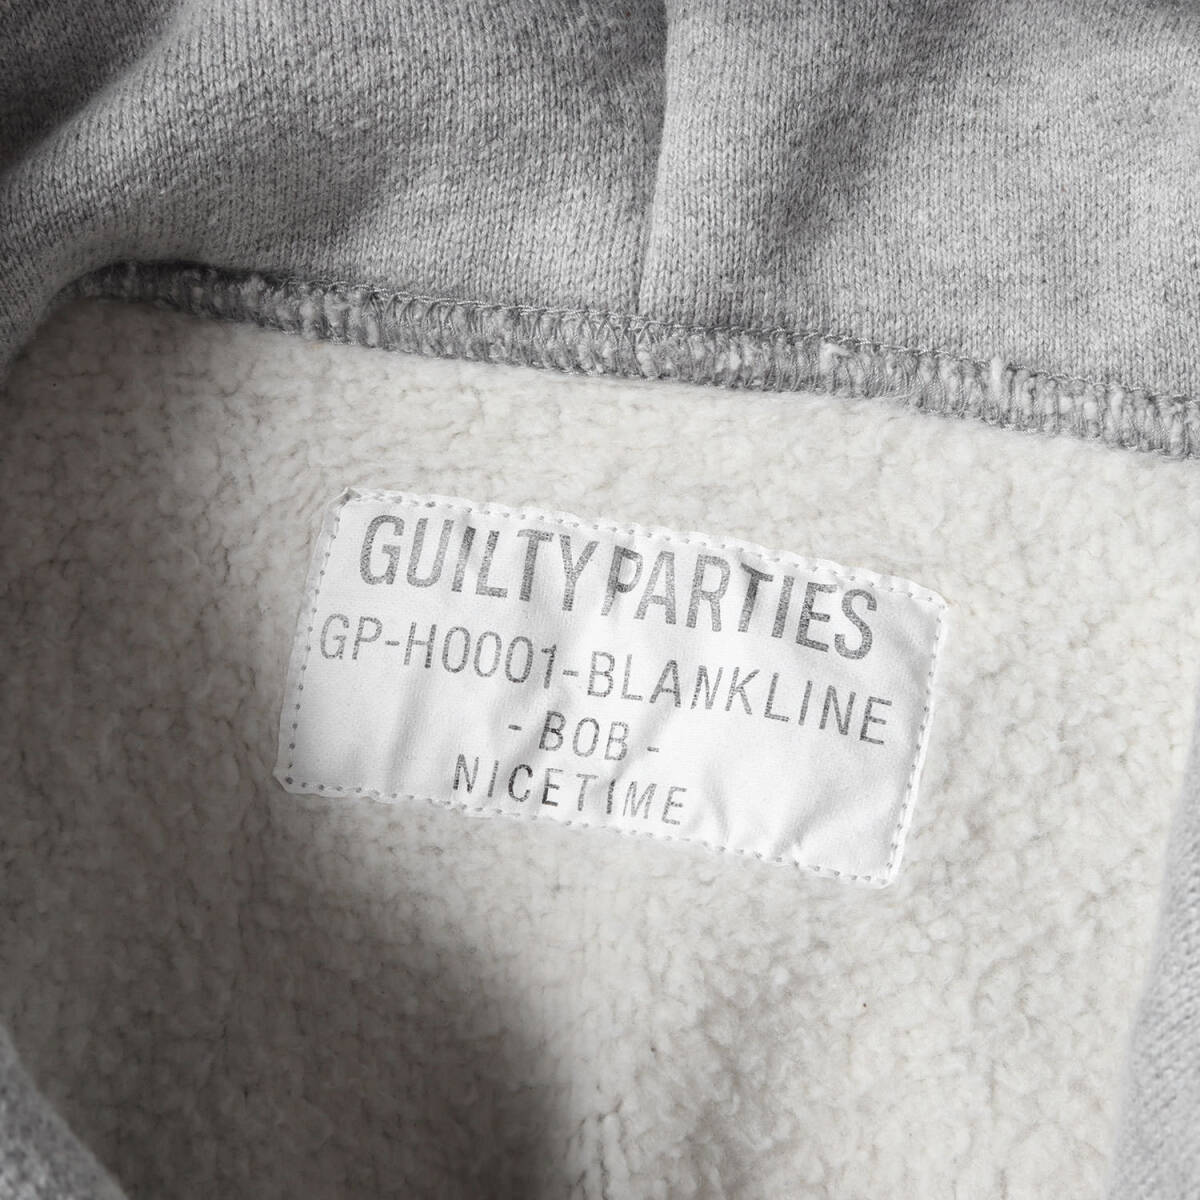 GUILTY PARTIES
GP-H0001-BLANKLINE
- BOB -
NICETIME